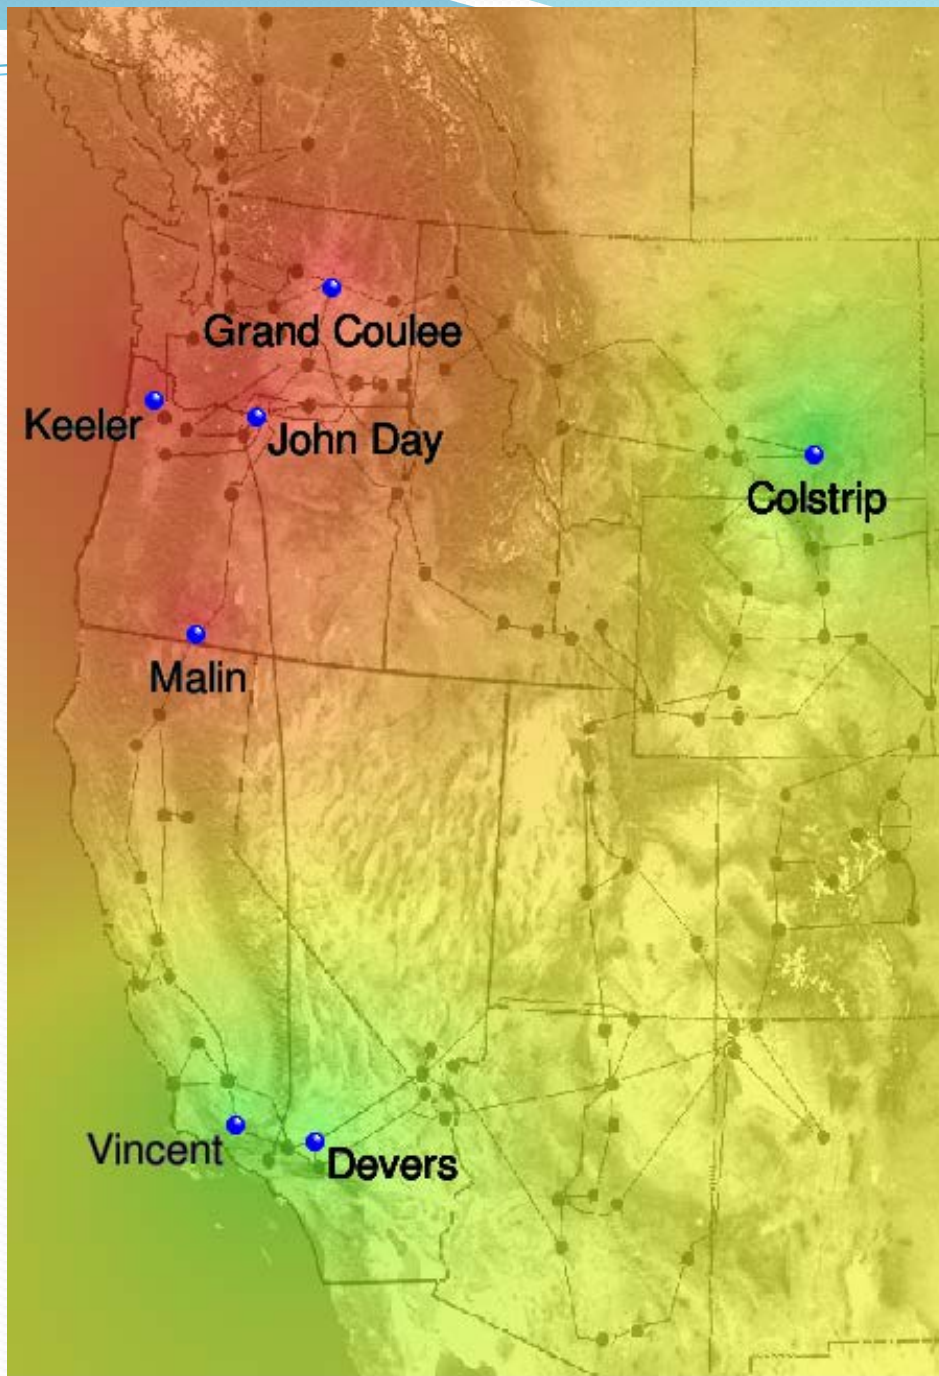 Grand Coulee
Keeler
John Day
Colstrip
Malin
Vincent
Devers